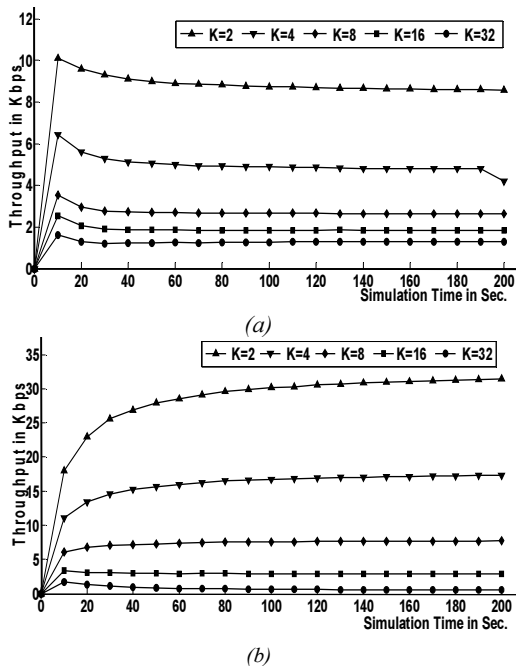 12
10
8
6
4
2
0
Throughput in Kbps
K=2 K=4 K=8 K=16 K=32
0 20 40 60 80 100 120 140 160 180 200
Simulation Time in Sec.
(a)
35
30
25
20
15
10
5
0
Throughput in Kbps
K=2 K=4 K=8 K=16 K=32
0 20 40 60 80 100 120 140 160 180 200
Simulation Time in Sec.
(b)